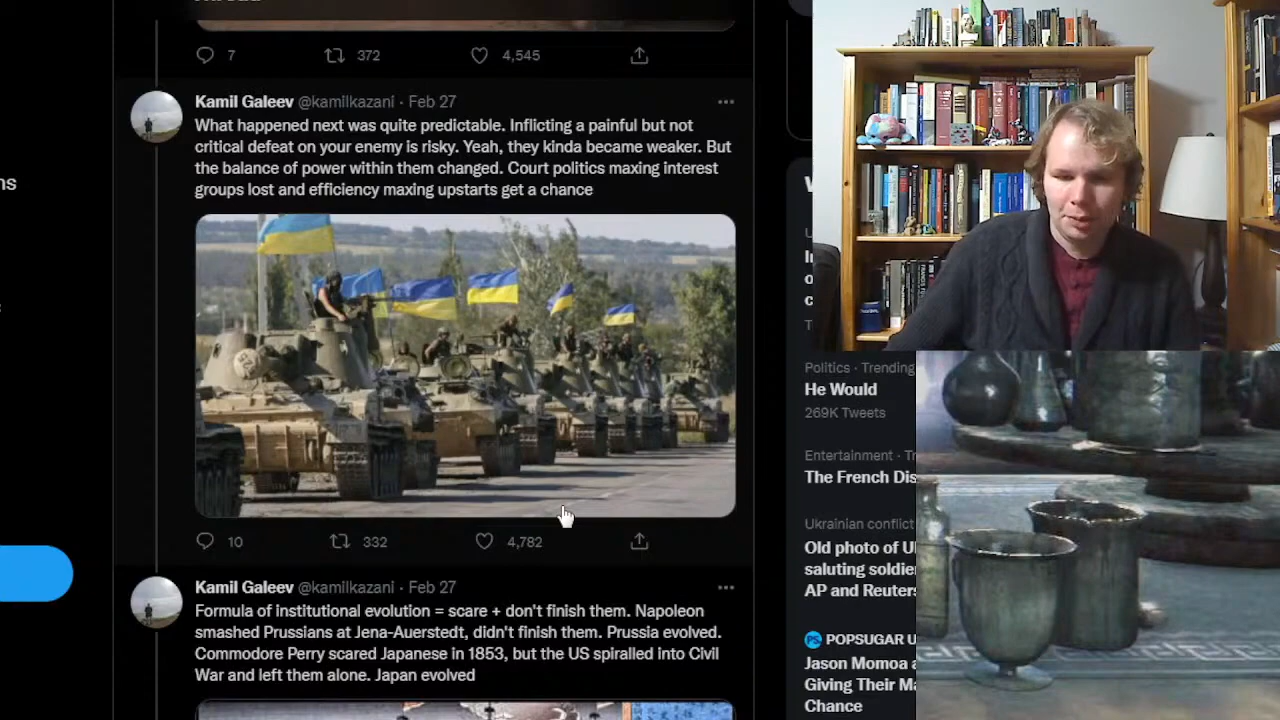 7
372
4,545
Kamil Galeev @kamilkazani · Feb 27
What happened next was quite predictable. Inflicting a painful but not
critical defeat on your enemy is risky. Yeah, they kinda became weaker. But
the balance of power within them changed. Court politics maxing interest
groups lost and efficiency maxing upstarts get a chance
10
332
4,782
Kamil Galeev @kamilkazani · Feb 27
Formula of institutional evolution = scare + don't finish them. Napoleon
smashed Prussians at Jena-Auerstedt, didn't finish them. Prussia evolved.
Commodore Perry scared Japanese in 1853, but the US spiralled into Civil
War and left them alone. Japan evolved
Politics · Trending
He Would
269K Tweets
Entertainment · Tr
The French Dis
Ukrainian conflict
Old photo of U
saluting soldie
AP and Reuters
PS POPSUGAR U
Jason Momoa a
Giving Their Ma
Chance